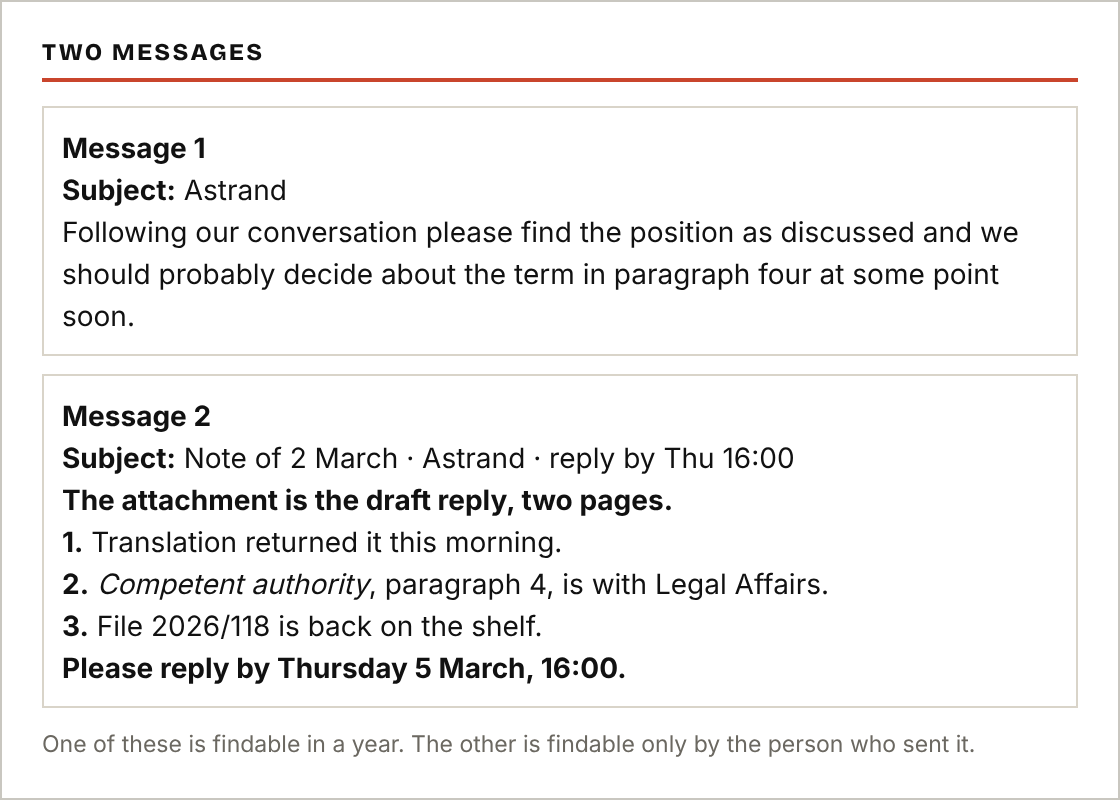 TWO MESSAGES
Message 1
Subject: Astrand
Following our conversation please find the position as discussed and we
should probably decide about the term in paragraph four at some point
soon.
Message 2
Subject: Note of 2 March · Astrand · reply by Thu 16:00
The attachment is the draft reply, two pages.
1. Translation returned it this morning.
2. Competent authority, paragraph 4, is with Legal Affairs.
3. File 2026/118 is back on the shelf.
Please reply by Thursday 5 March, 16:00.
One of these is findable in a year. The other is findable only by the person who sent it.